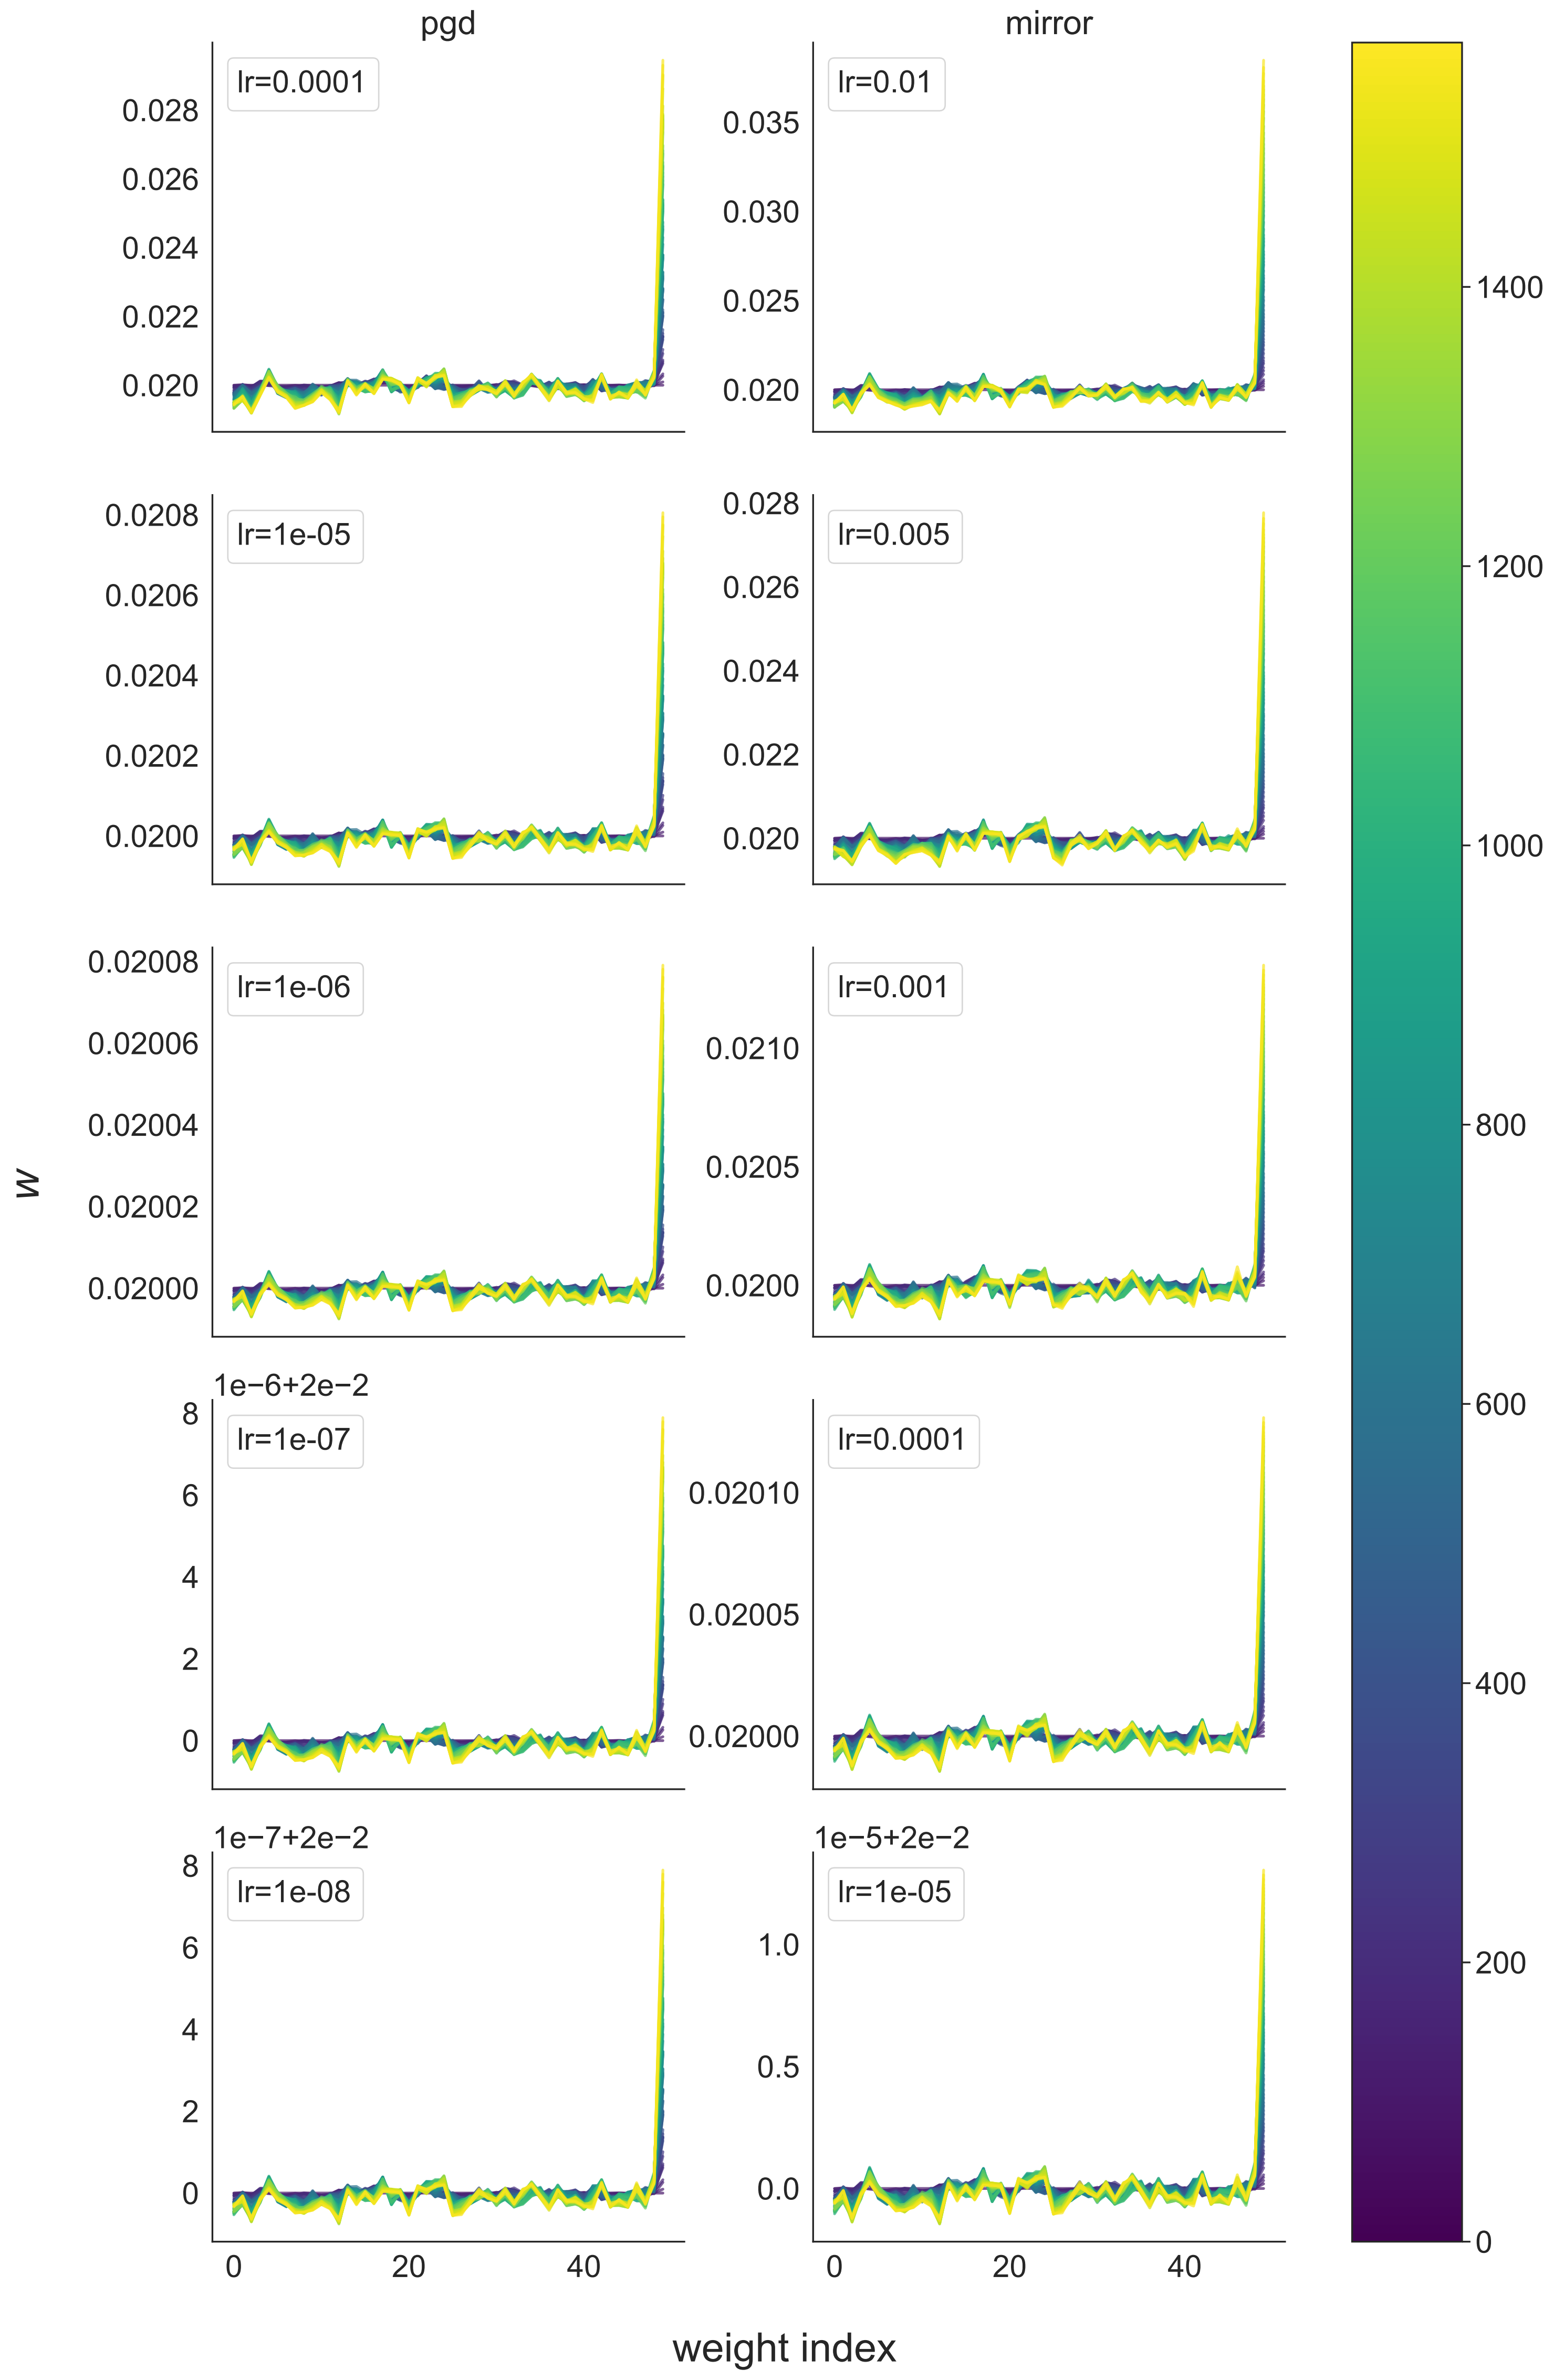 pgd
mirror
lr=0.0001
0.028
0.026
0.024
0.022
0.020
lr=0.01
0.035
0.030
0.025
0.020
lr=1e-05
0.0208
0.0206
0.0204
0.0202
0.0200
lr=0.005
0.028
0.026
0.024
0.022
0.020
lr=1e-06
0.02008
0.02006
0.02004
0.02002
0.02000
lr=0.001
0.0210
0.0205
0.0200
1e−6+2e−2
lr=1e-07
8
6
4
2
0
lr=0.0001
0.02010
0.02005
0.02000
1e−7+2e−2
lr=1e-08
8
6
4
2
0
0 20 40
1e−5+2e−2
lr=1e-05
1.0
0.5
0.0
0 20 40
w
weight index
1400
1200
1000
800
600
400
200
0